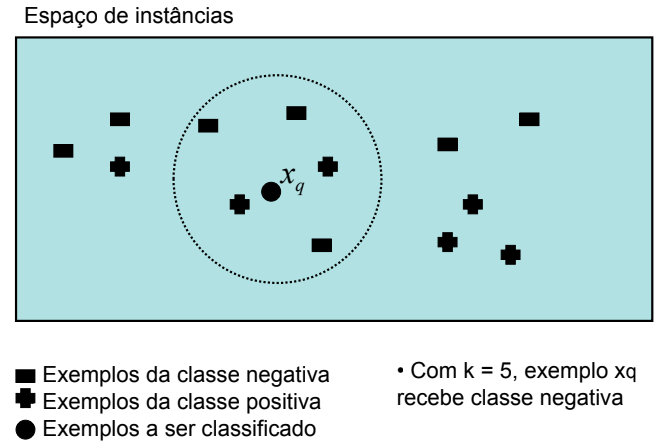 Espaço de instâncias
xq
Exemplos da classe negativa
Exemplos da classe positiva
Exemplos a ser classificado
• Com k = 5, exemplo xq
recebe classe negativa